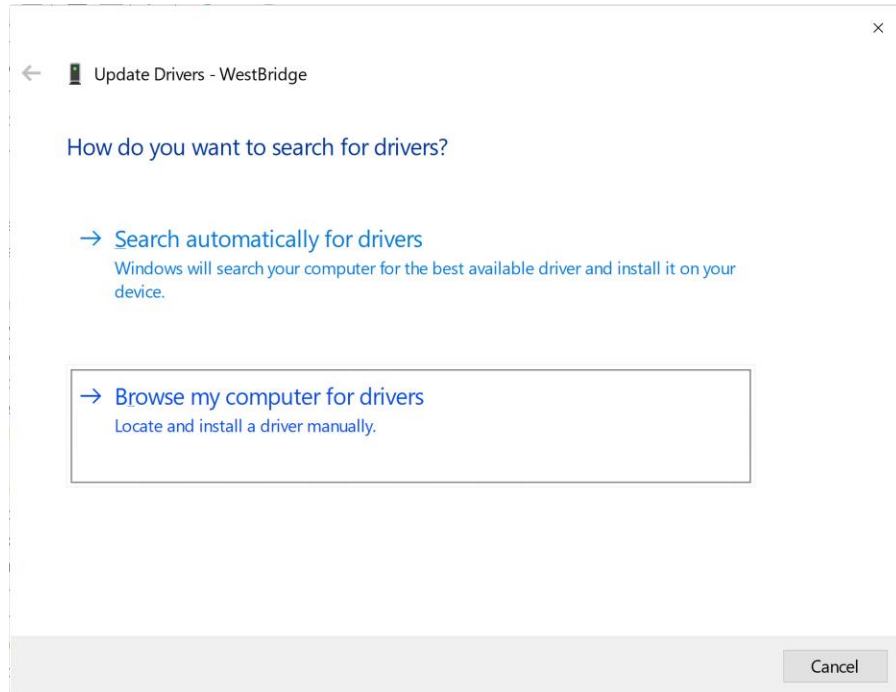 Update Drivers - WestBridge
How do you want to search for drivers?
Search automatically for drivers
Windows will search your computer for the best available driver and install it on your
device.
Browse my computer for drivers
Locate and install a driver manually.
Cancel